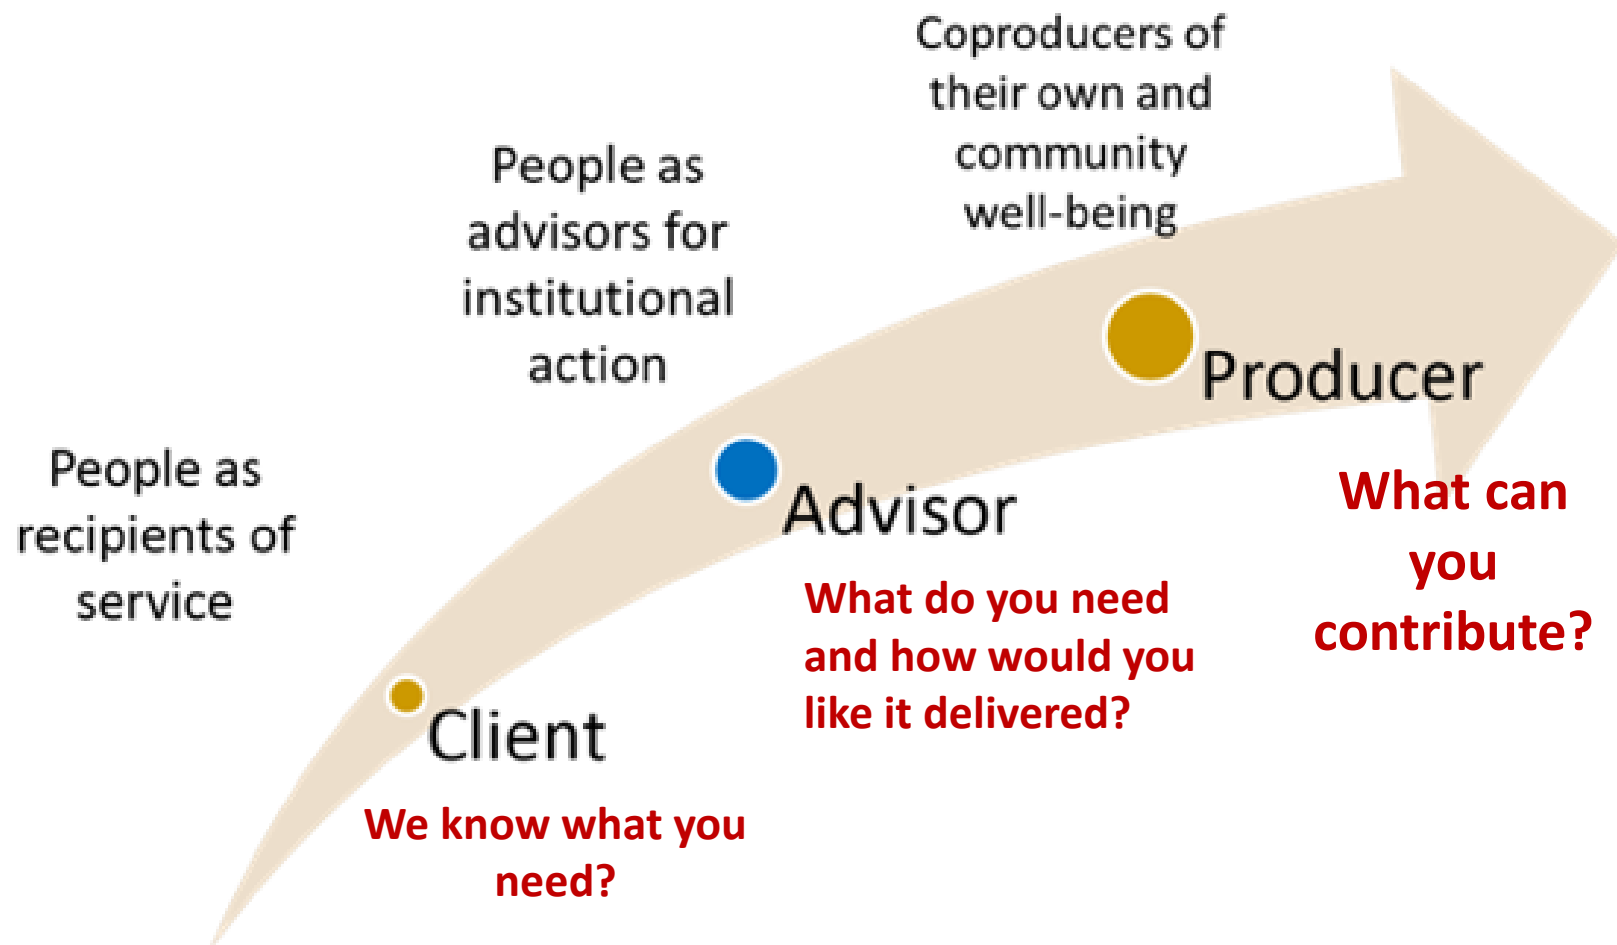 People as
recipients of
service
Client
We know what you
need?
People as
advisors for
institutional
action
Advisor
What do you need
and how would you
like it delivered?
Coproducers of
their own and
community
well-being
Producer
What can
you
contribute?